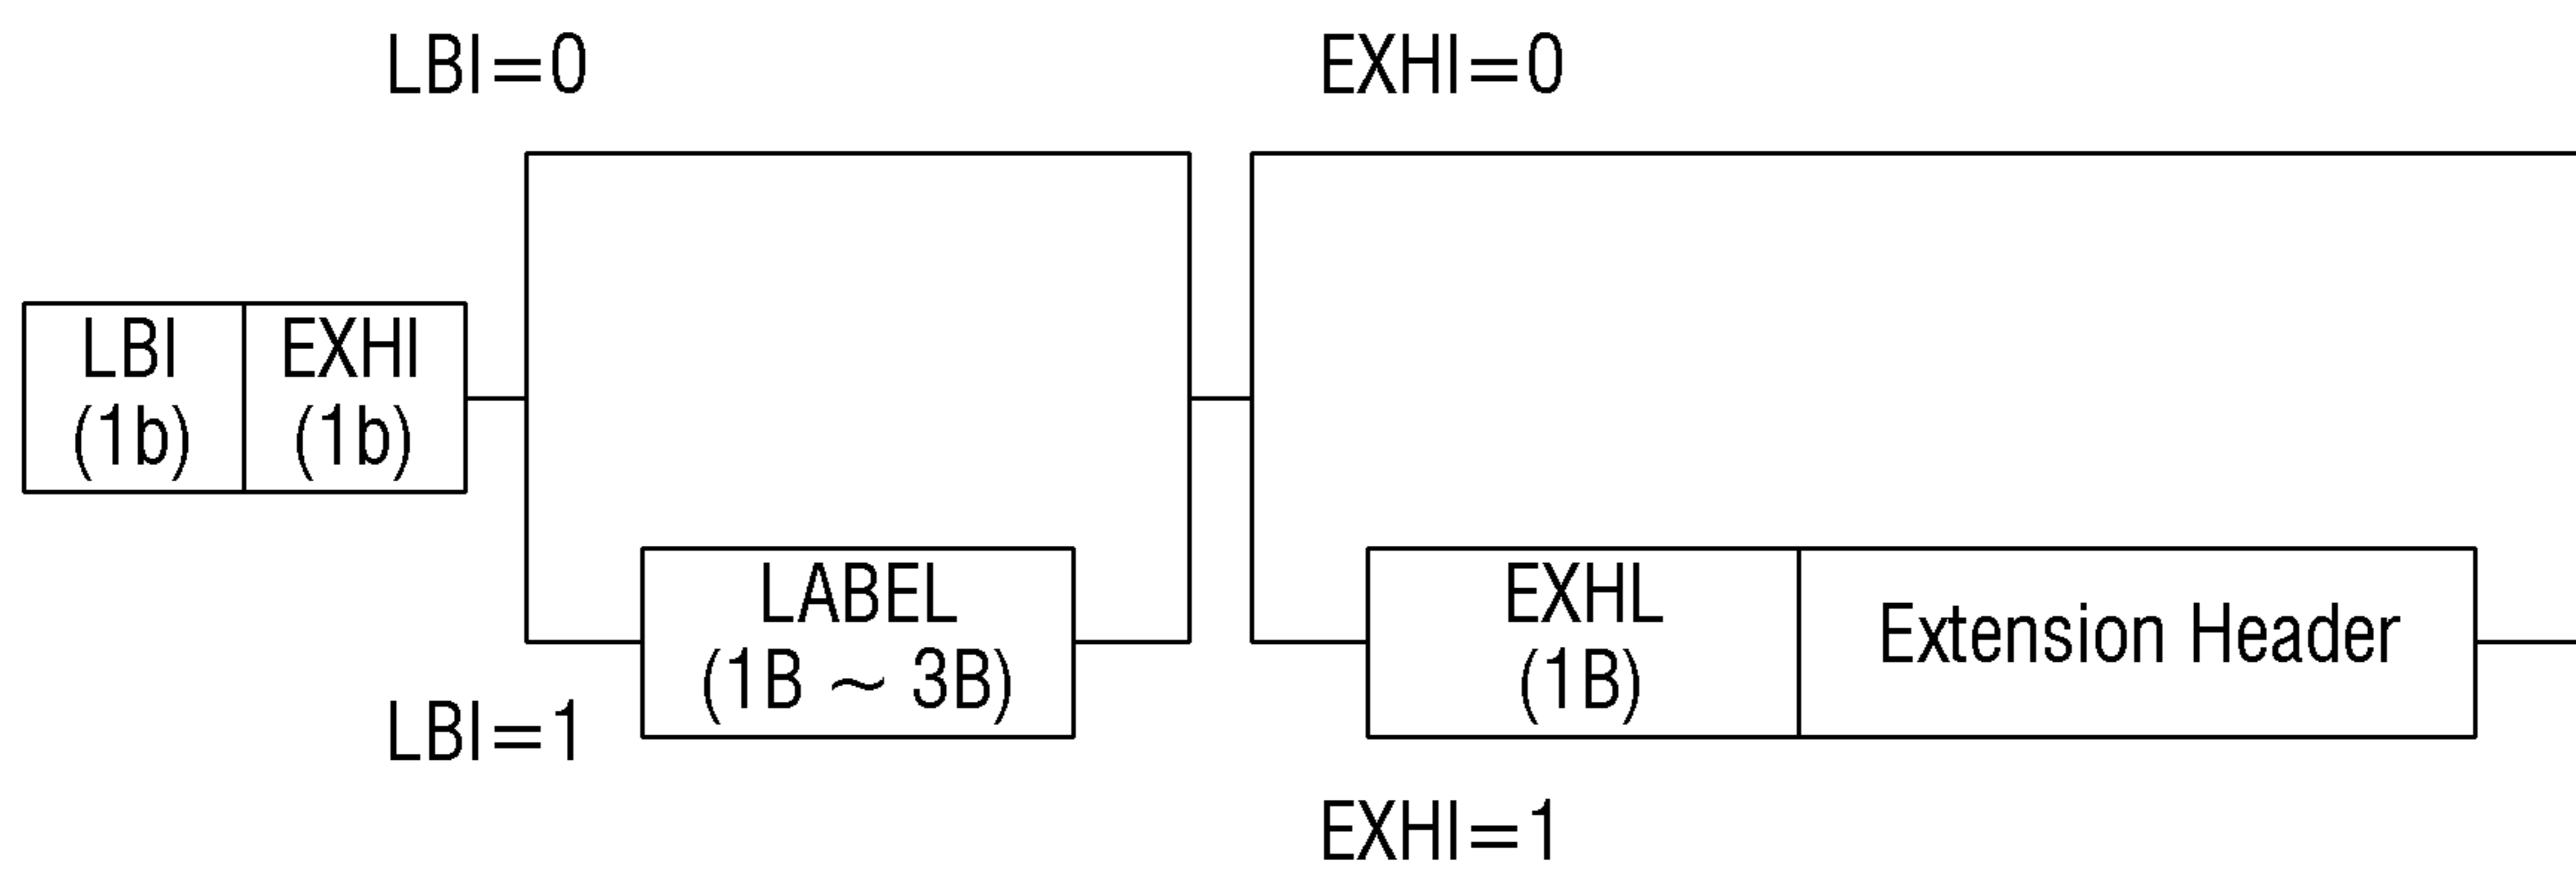 LBI=0
EXHI=0
LBI
(1b)
EXHI
(1b)
LABEL
(1B ~ 3B)
EXHL
(1B)
Extension Header
LBI=1
EXHI=1